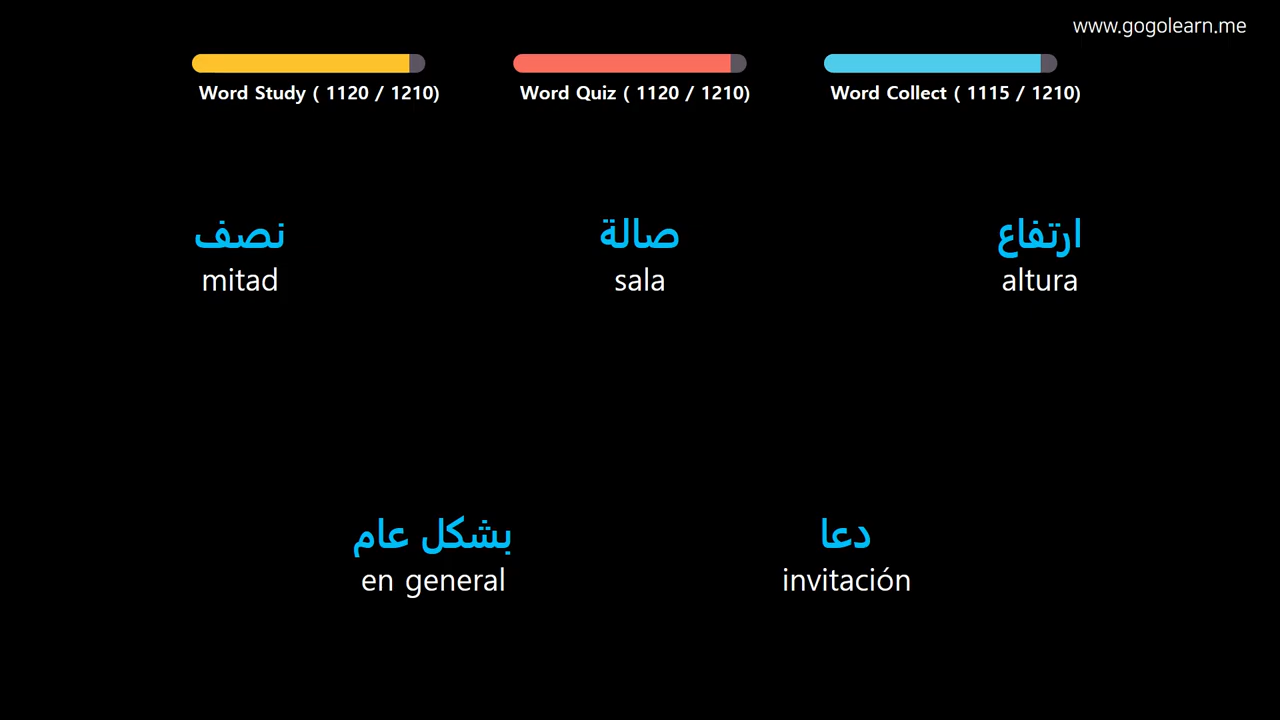 www.gogolearn.me
Word Study ( 1120 / 1210)
Word Quiz ( 1120 / 1210)
Word Collect ( 1115 / 1210)
نصف
mitad
صالة
sala
ارتفاع
altura
بشكل عام
en general
دعا
invitación